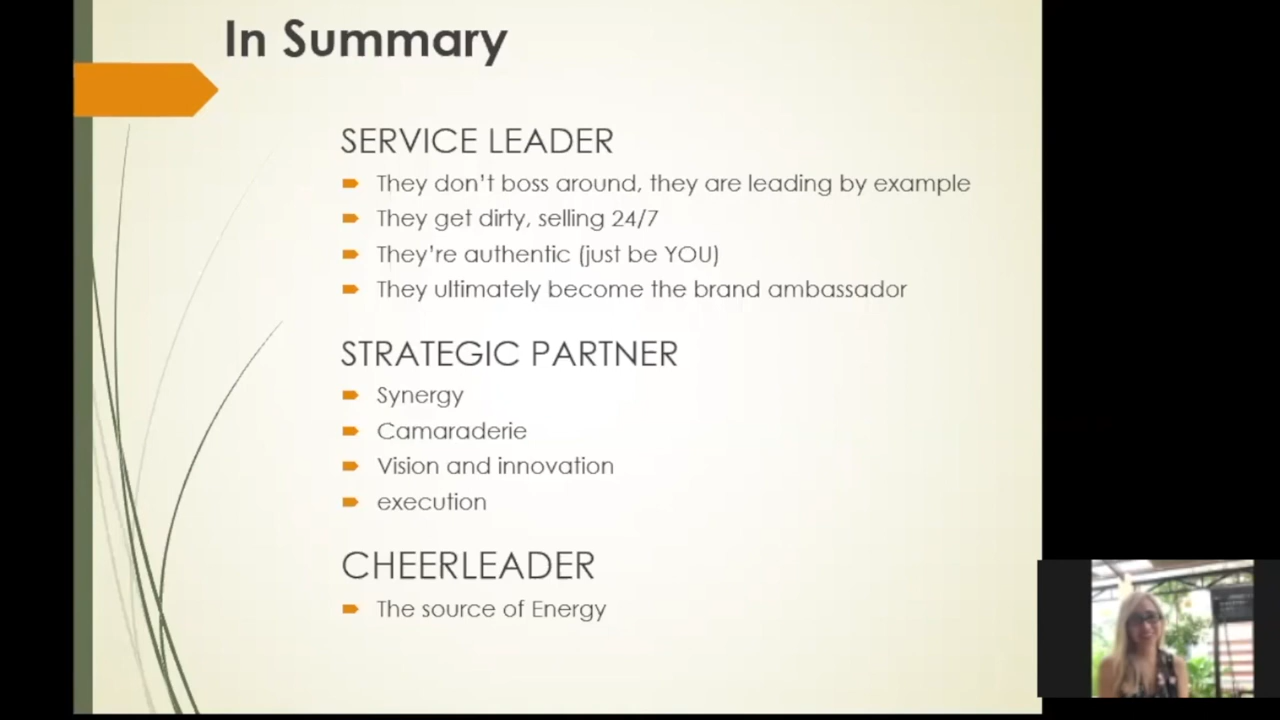 In Summary
SERVICE LEADER
They don't boss around, they are leading by example
They get dirty, selling 24/7
They're authentic (just be YOU)
They ultimately become the brand ambassador
STRATEGIC PARTNER
Synergy
Camaraderie
Vision and innovation
execution
CHEERLEADER
The source of Energy